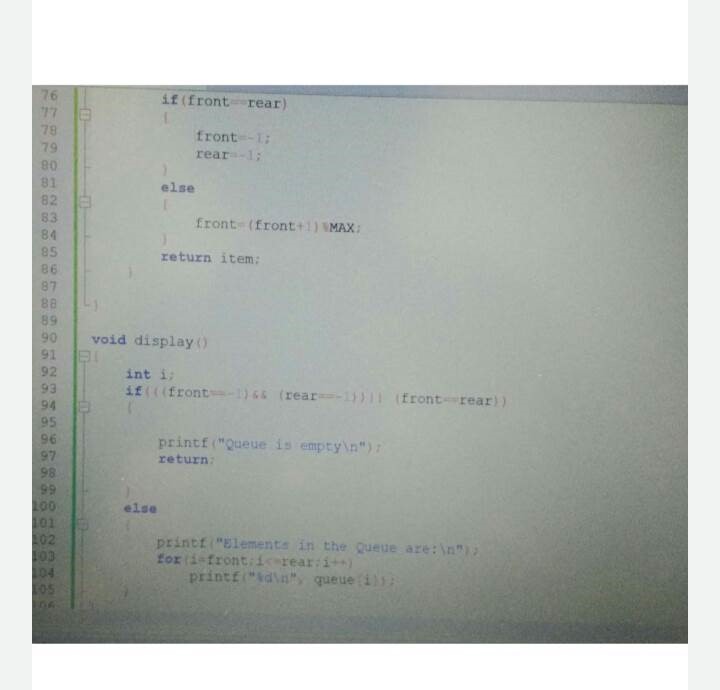 76 if(front==rear)
77 {
78 front=-1;
79 rear=-1;
80 }
81 else
82 {
83 front=(front+1)%MAX;
84 }
85 return item;
86 }
87
88 }
89
90 void display()
91 {
92 int i;
93 if(((front==-1)&& (rear==-1))|| (front==rear))
94 {
95
96 printf("Queue is empty\n");
97 return;
98
99 }
100 else
101 {
102 printf("Elements in the Queue are:\n");
103 for(i=front;i<=rear;i++)
104 printf("%d\n", queue[i]);
105 }
106 }